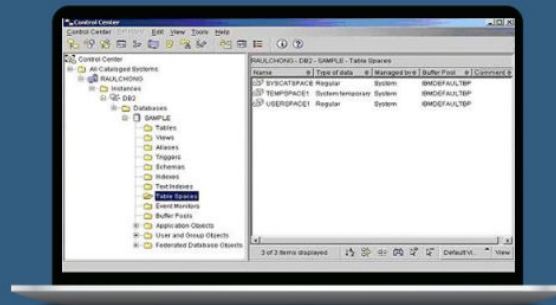 Control Center
Control Center Selected Edit View Tools Help
Control Center
All Cataloged Systems
RAULCHONG
Instances
DB2
Databases
SAMPLE
Tables
Views
Aliases
Triggers
Schemas
Indexes
Text Indexes
Table Spaces
Event Monitors
Buffer Pools
Application Objects
User and Group Objects
Federated Database Objects
RAULCHONG - DB2 - SAMPLE - Table Spaces
Name Type of data Managed by Buffer Pool Comment
SYSCATSPACE Regular System IBMDEFAULTBP
TEMPSPACE1 System temporary System IBMDEFAULTBP
USERSPACE1 Regular System IBMDEFAULTBP
3 of 3 items displayed Default Vi... View